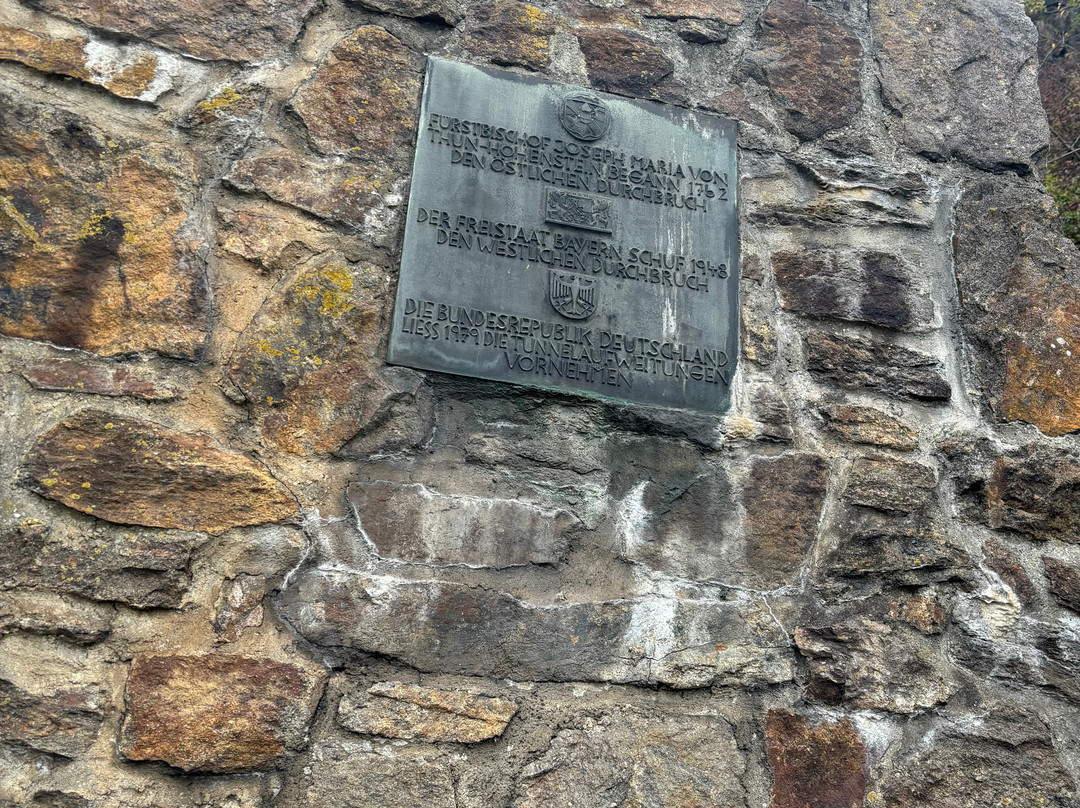 FÜRSTBISCHOF JOSEPH MARIA VON
THUN-HOHENSTEIN BEGANN 1762
DEN ÖSTLICHEN DURCHBRUCH
DER FREISTAAT BAYERN SCHUF 1948
DEN WESTLICHEN DURCHBRUCH
DIE BUNDESREPUBLIK DEUTSCHLAND
LIESS 1979 DIE TUNNELAUFWEITUNGEN
VORNEHMEN